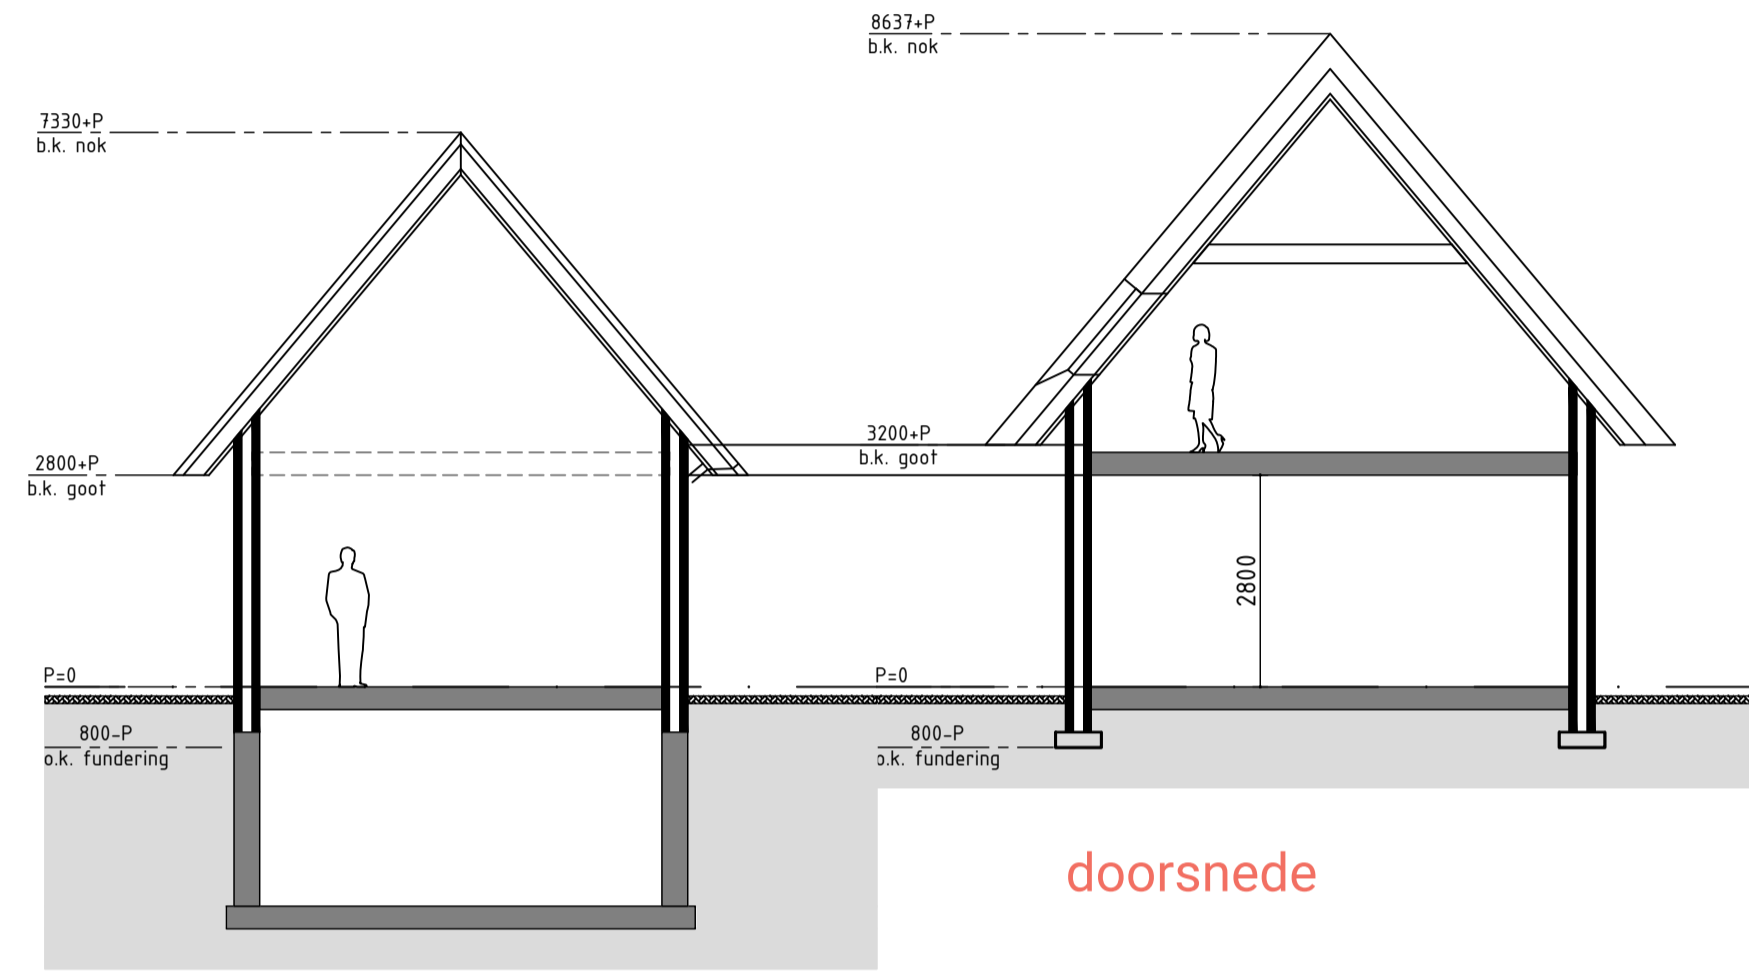 8637+P
b.k. nok
7330+P
b.k. nok
3200+P
b.k. goot
2800+P
b.k. goot
2800
P=0
P=0
800-P
o.k. fundering
800-P
o.k. fundering
doorsnede